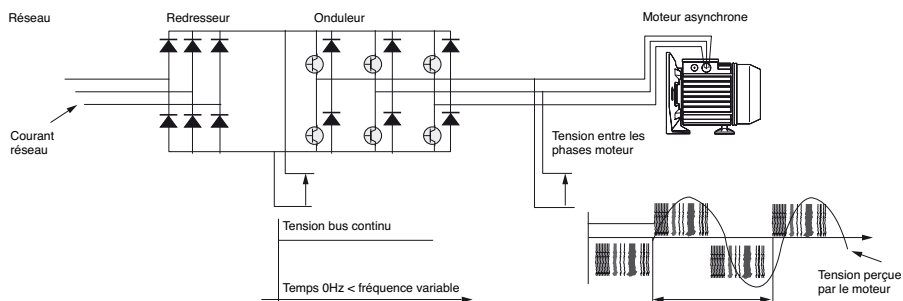 Réseau
Redresseur
Onduleur
Moteur asynchrone
Courant
réseau
Tension entre les
phases moteur
Tension bus continu
Temps 0Hz < fréquence variable
Tension perçue
par le moteur